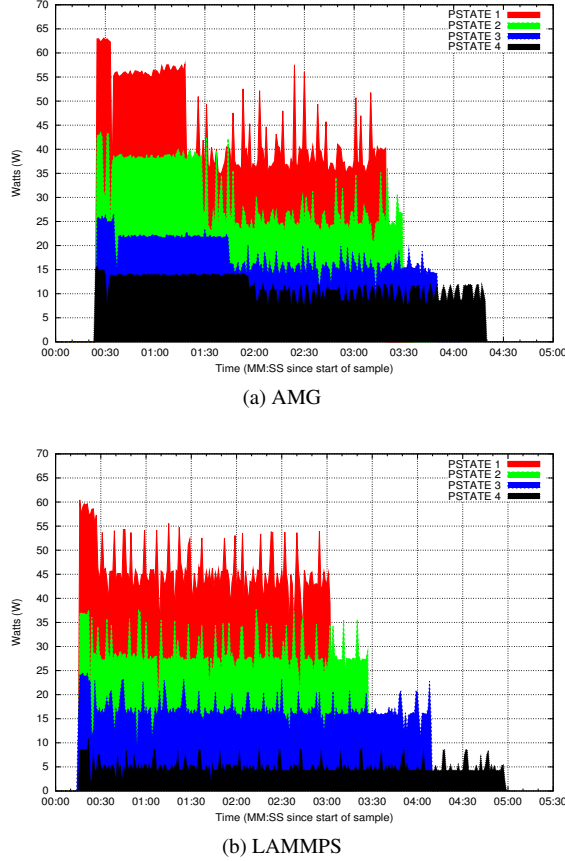 70
65
60
55
50
45
40
35
30
25
20
15
10
5
0
Watts (W)
PSTATE 1
PSTATE 2
PSTATE 3
PSTATE 4
00:00 00:30 01:00 01:30 02:00 02:30 03:00 03:30 04:00 04:30 05:00
Time (MM:SS since start of sample)
(a) AMG
70
65
60
55
50
45
40
35
30
25
20
15
10
5
0
Watts (W)
PSTATE 1
PSTATE 2
PSTATE 3
PSTATE 4
00:00 00:30 01:00 01:30 02:00 02:30 03:00 03:30 04:00 04:30 05:00 05:30
Time (MM:SS since start of sample)
(b) LAMMPS